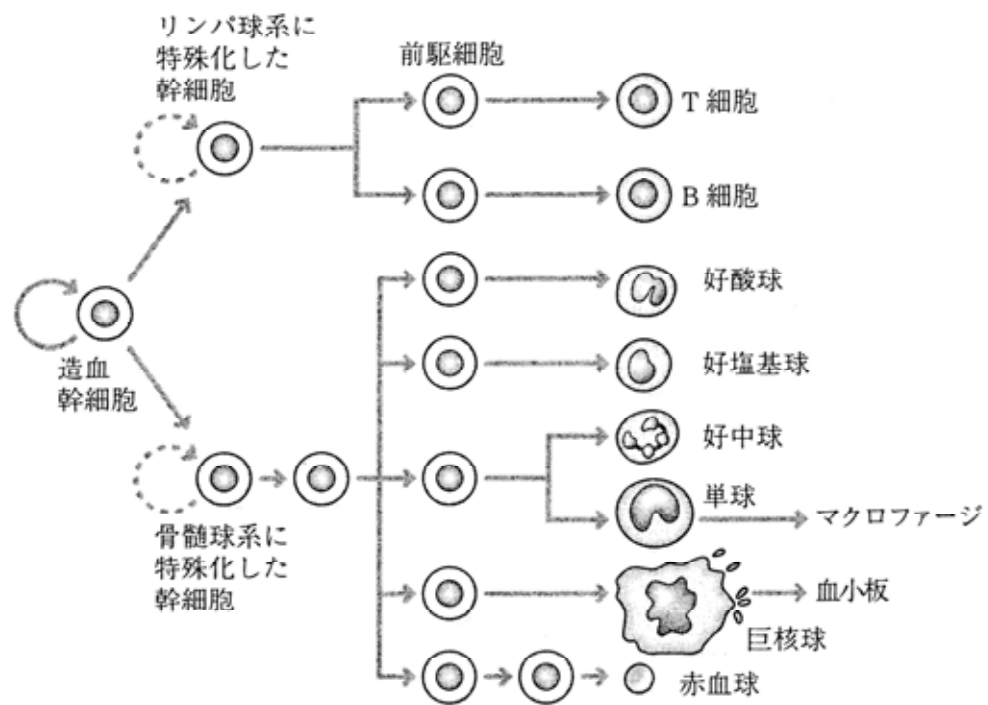 リンパ球系に
特殊化した
幹細胞
前駆細胞
T 細胞
B 細胞
好酸球
造血
幹細胞
好塩基球
好中球
単球
マクロファージ
骨髄球系に
特殊化した
幹細胞
血小板
巨核球
赤血球